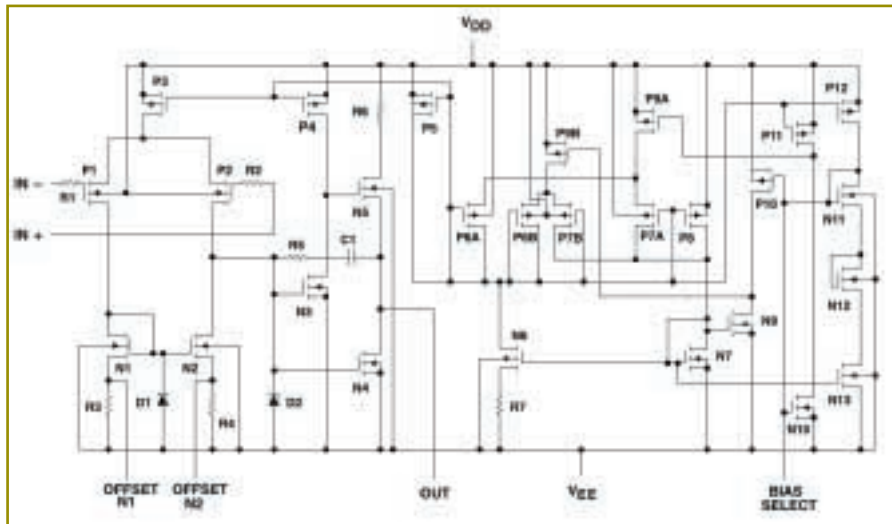 VDD
P3
P4
R6
P5
P9B
P9A
P11
P12
IN −
P1
R1
P2
R2
N5
P10
N11
IN +
P6A
P6B
P7B
P7A
P8
R5
C1
N3
N12
N1
N2
N4
N6
N7
N9
N13
R3
D1
R4
D2
R7
N10
OFFSET
N1
OFFSET
N2
OUT
VEE
BIAS
SELECT